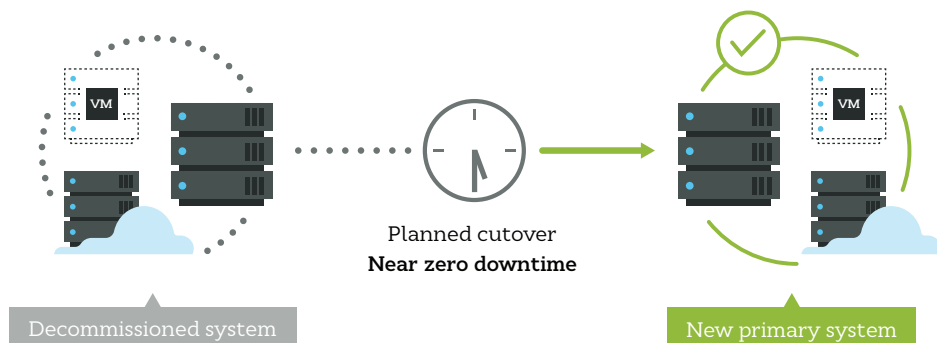 VM
VM
Planned cutover
Near zero downtime
Decommissioned system
New primary system